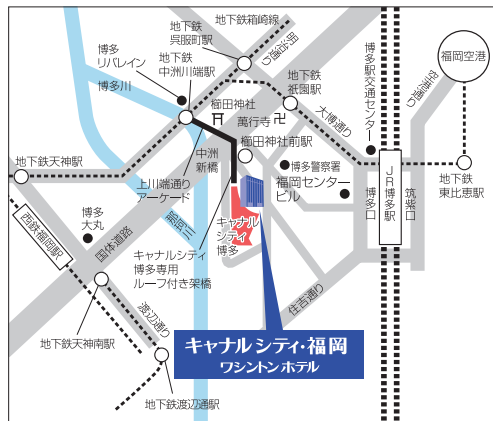 地下鉄箱崎線
地下鉄
呉服町駅
明治通り
地下鉄
中洲川端駅
博多
リバレイン
博多川
櫛田神社
萬行寺
地下鉄
祇園駅
大博通り
博多駅交通センター
空港通り
福岡空港
地下鉄天神駅
中洲
新橋
櫛田神社前駅
博多警察署
福岡センター
ビル
上川端通り
アーケード
博多口
JR博多駅
筑紫口
地下鉄
東比恵駅
西鉄福岡駅
博多
大丸
国体道路
那珂川
キャナル
シティ
博多
キャナルシティ
博多専用
ルーフ付き架橋
住吉通り
地下鉄天神南駅
渡辺通り
地下鉄渡辺通駅
キャナルシティ・福岡
ワシントンホテル